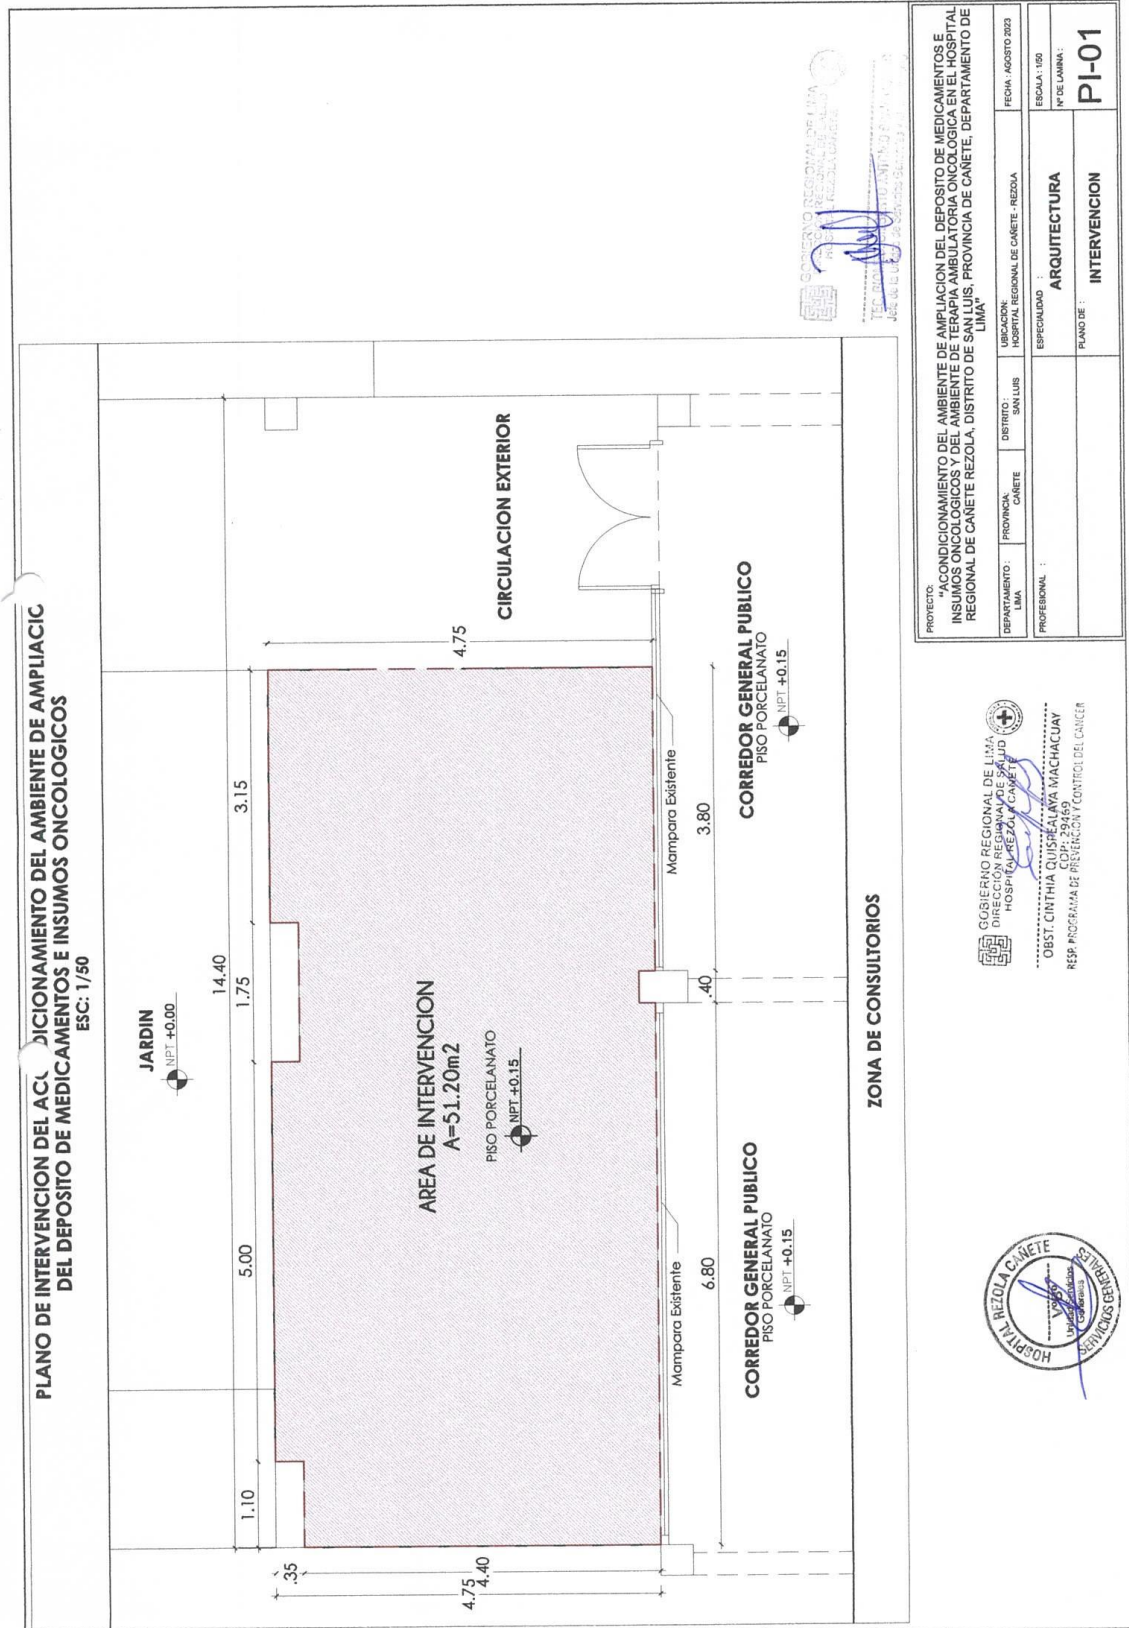 PLANO DE INTERVENCION DEL DICIONAMIENTO DEL AMBIENTE DE AMPLIACIC
DEL DEPOSITO DE MEDICAMENTOS E INSUMOS ONCOLOGICOS
ESC: 1/50
JARDIN
NPT +0.00
14.40
1.10
5.00
1.75
3.15
.35
4.75
4.40
4.75
AREA DE INTERVENCION
A=51.20m2
PISO PORCELANATO
NPT +0.15
CIRCULACION EXTERIOR
Mampara Existente
Mampara Existente
6.80
.40
3.80
CORREDOR GENERAL PUBLICO
PISO PORCELANATO
NPT +0.15
CORREDOR GENERAL PUBLICO
PISO PORCELANATO
NPT +0.15
ZONA DE CONSULTORIOS
GOBIERNO REGIONAL DE LIMA
HOSPITAL REZOLA CAÑETE
SERVICIOS GENERALES
GOBIERNO REGIONAL DE LIMA
DIRECCIÓN REGIONAL DE SALUD
HOSPITAL REZOLA CAÑETE
OBST. CINTHIA QUISPEALAYA MACHACUAY
COP: 29469
RESP. PROGRAMA DE PREVENCIÓN Y CONTROL DEL CANCER
PROYECTO:
"ACONDICIONAMIENTO DEL AMBIENTE DE AMPLIACION DEL DEPOSITO DE MEDICAMENTOS E
INSUMOS ONCOLOGICOS Y DEL AMBIENTE DE TERAPIA AMBULATORIA ONCOLOGICA EN EL HOSPITAL
REGIONAL DE CAÑETE REZOLA, DISTRITO DE SAN LUIS, PROVINCIA DE CAÑETE, DEPARTAMENTO DE
LIMA"
DEPARTAMENTO :
LIMA
PROVINCIA:
CAÑETE
DISTRITO :
SAN LUIS
UBICACION:
HOSPITAL REGIONAL DE CAÑETE - REZOLA
FECHA : AGOSTO 2023
PROFESIONAL :
ESPECIALIDAD :
ARQUITECTURA
ESCALA : 1/50
PLANO DE :
INTERVENCION
N° DE LAMINA :
PI-01